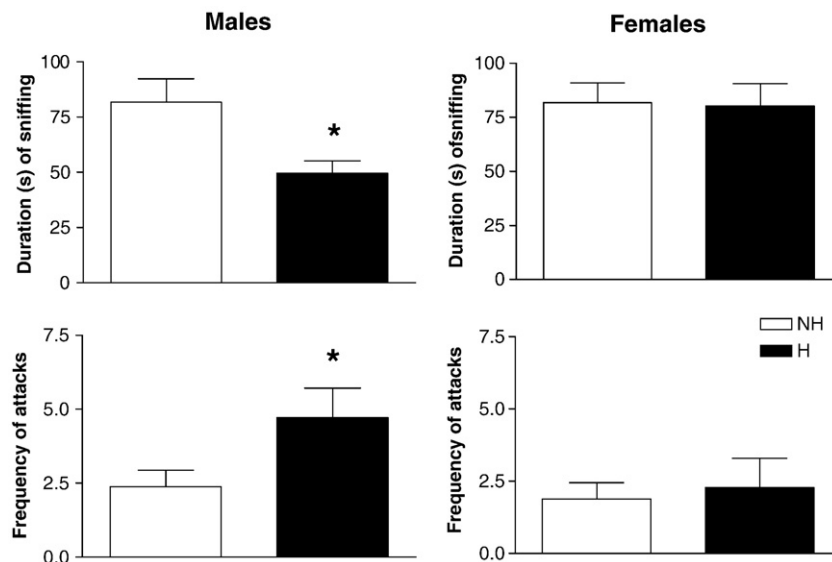 Males
Females
Duration (s) of sniffing
100
75
50
25
0
*
Duration (s) ofsniffing
100
75
50
25
0
Frequency of attacks
7.5
5.0
2.5
0.0
*
Frequency of attacks
7.5
5.0
2.5
0.0
NH
H